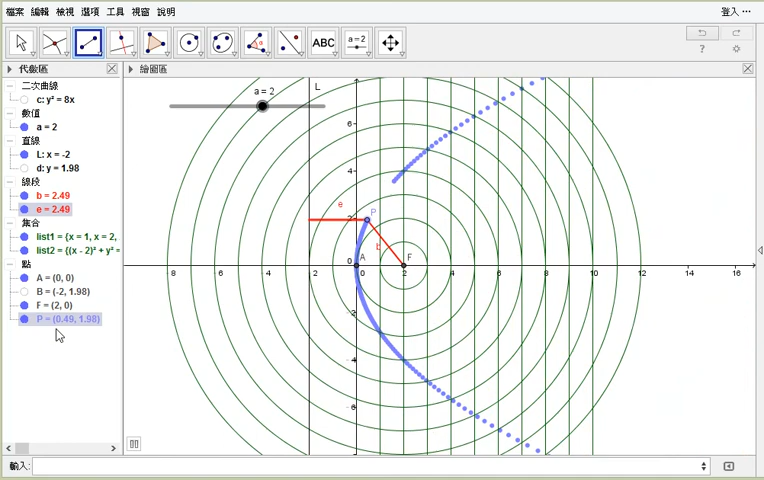 檔案 編輯 檢視 選項 工具 視窗 說明 登入 ...
ABC a=2
代數區 繪圖區
二次曲線
c: y² = 8x
數值
a = 2
直線
L: x = -2
d: y = 1.98
線段
b = 2.49
e = 2.49
集合
list1 = {x = 1, x = 2,
list2 = {(x - 2)² + y² =
點
A = (0, 0)
B = (-2, 1.98)
F = (2, 0)
P = (0.49, 1.98)
a = 2 L
6
4
e
2 P
b
0 A F
-8 -6 -4 -2 0 2 4 6 8 10 12 14 16
-2
-4
-6
輸入: